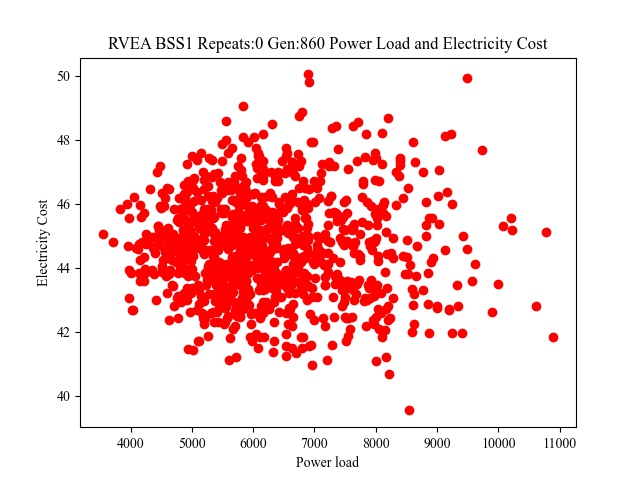 RVEA BSS1 Repeats:0 Gen:860 Power Load and Electricity Cost
50
48
46
44
42
40
Electricity Cost
4000 5000 6000 7000 8000 9000 10000 11000
Power load